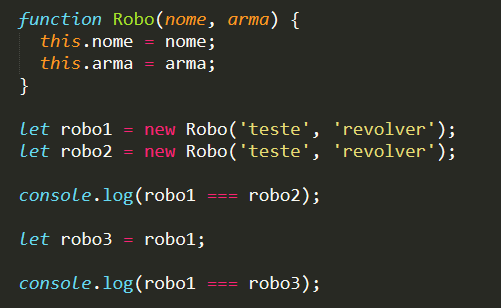 function Robo(nome, arma) {
  this.nome = nome;
  this.arma = arma;
}
let robo1 = new Robo('teste', 'revolver');
let robo2 = new Robo('teste', 'revolver');
console.log(robo1 === robo2);
let robo3 = robo1;
console.log(robo1 === robo3);